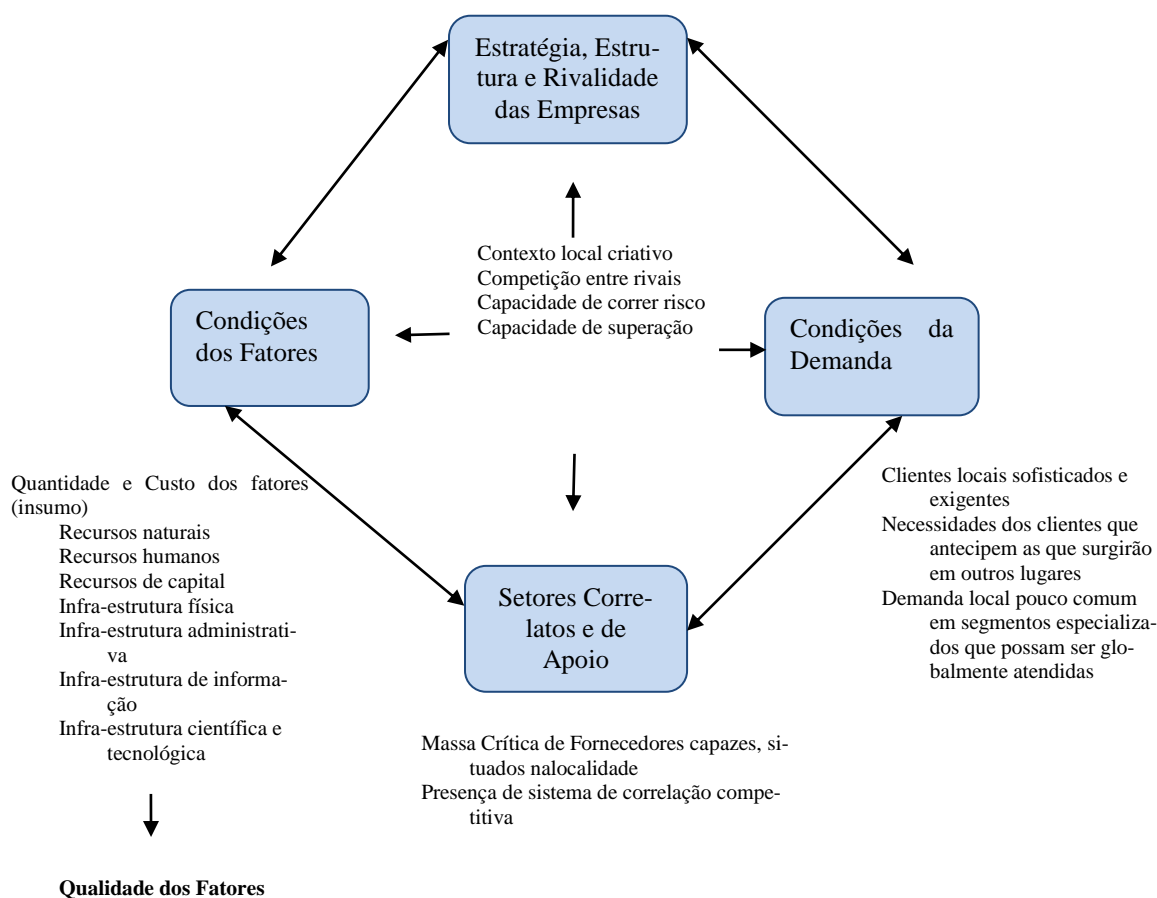 Estratégia, Estru-
tura e Rivalidade
das Empresas
Contexto local criativo
Competição entre rivais
Capacidade de correr risco
Capacidade de superação
Condições
dos Fatores
Condições da
Demanda
Quantidade e Custo dos fatores
(insumo)
Recursos naturais
Recursos humanos
Recursos de capital
Infra-estrutura física
Infra-estrutura administrati-
va
Infra-estrutura de informa-
ção
Infra-estrutura científica e
tecnológica
Clientes locais sofisticados e
exigentes
Necessidades dos clientes que
antecipem as que surgirão
em outros lugares
Demanda local pouco comum
em segmentos especializa-
dos que possam ser glo-
balmente atendidas
Setores Corre-
latos e de
Apoio
Massa Crítica de Fornecedores capazes, si-
tuados nalocalidade
Presença de sistema de correlação compe-
titiva
Qualidade dos Fatores